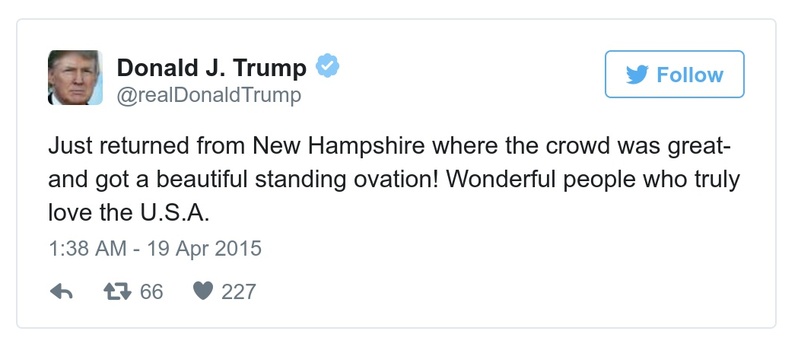 Donald J. Trump
@realDonaldTrump
Follow
Just returned from New Hampshire where the crowd was great-
and got a beautiful standing ovation! Wonderful people who truly
love the U.S.A.
1:38 AM - 19 Apr 2015
66 227